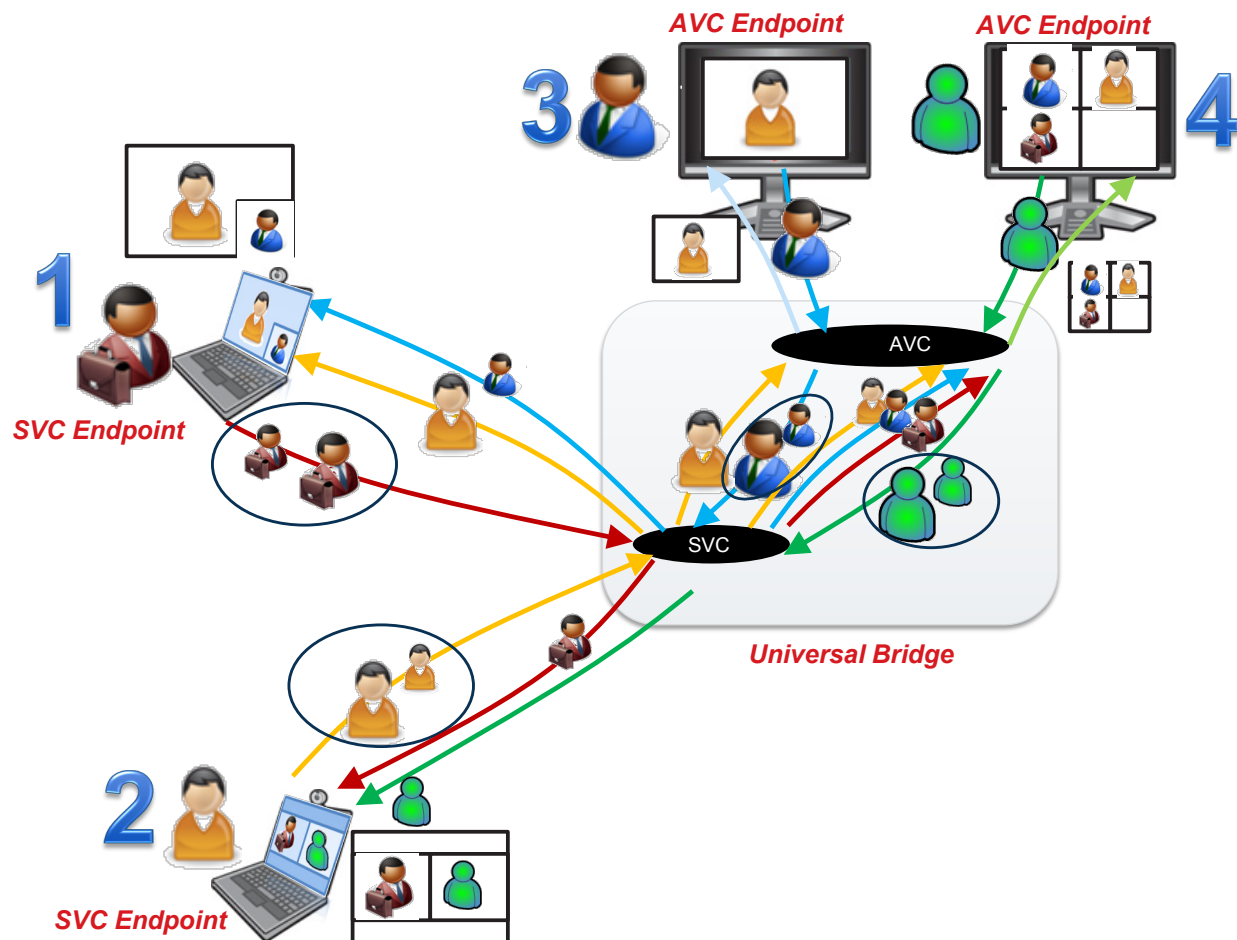 AVC Endpoint
AVC Endpoint
3
4
1
AVC
SVC Endpoint
SVC
Universal Bridge
2
SVC Endpoint